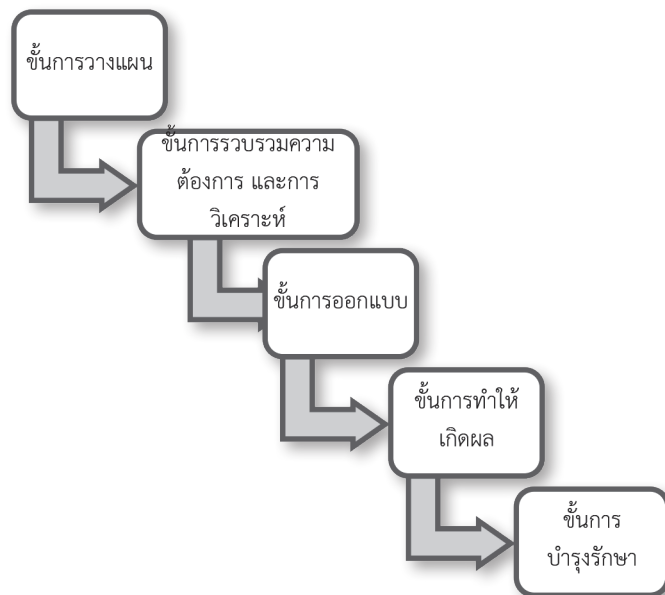 ขั้นการวางแผน
ขั้นการรวบรวมความ
ต้องการ และการ
วิเคราะห์
ขั้นการออกแบบ
ขั้นการทำให้
เกิดผล
ขั้นการ
บำรุงรักษา